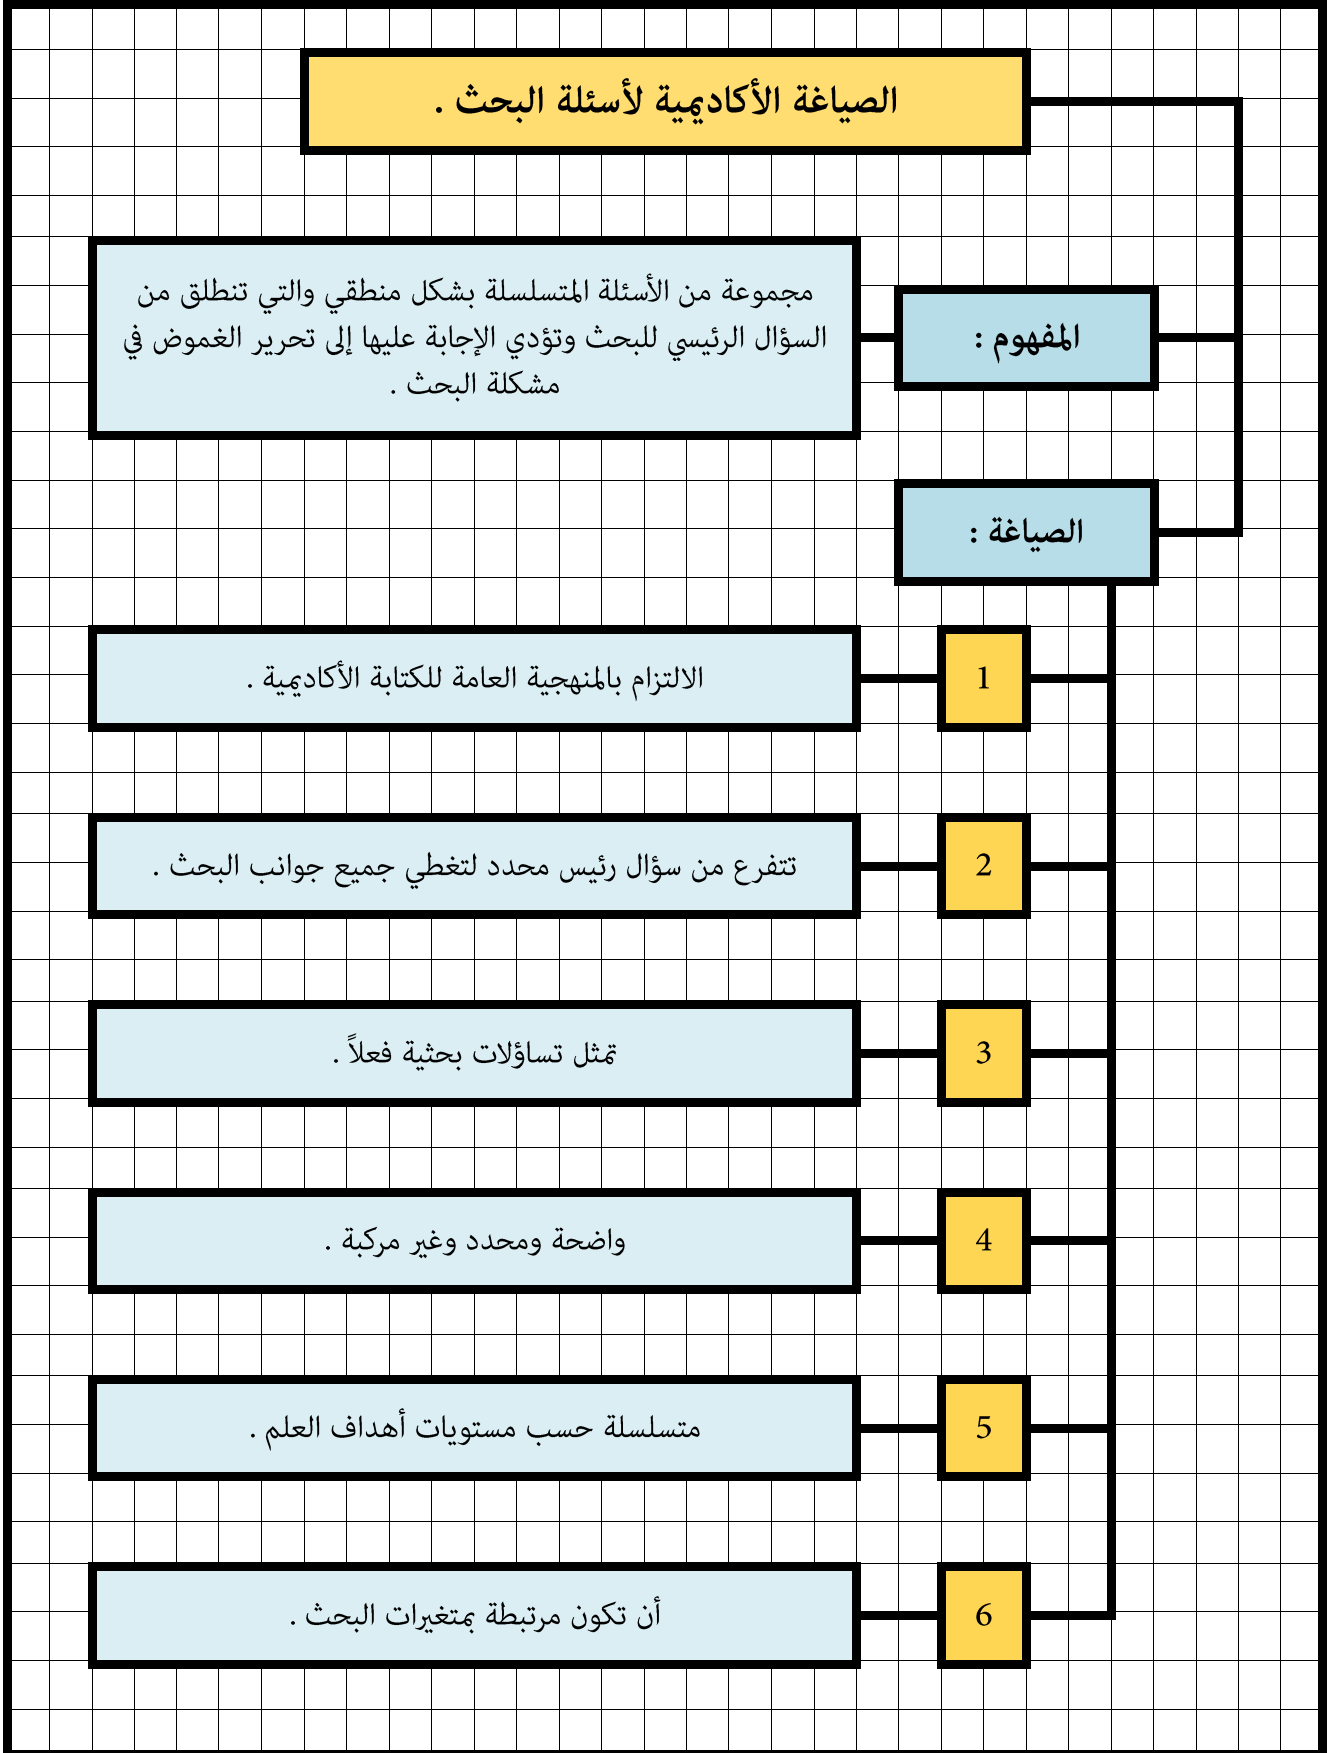 الصياغة الأكاديمية لأسئلة البحث .
المفهوم :
مجموعة من الأسئلة المتسلسلة بشكل منطقي والتي تنطلق من
السؤال الرئيسي للبحث وتؤدي الإجابة عليها إلى تحرير الغموض في
مشكلة البحث .
الصياغة :
1
الالتزام بالمنهجية العامة للكتابة الأكاديمية .
2
تتفرع من سؤال رئيس محدد لتغطي جميع جوانب البحث .
3
تمثل تساؤلات بحثية فعلاً .
4
واضحة ومحدد وغير مركبة .
5
متسلسلة حسب مستويات أهداف العلم .
6
أن تكون مرتبطة بمتغيرات البحث .